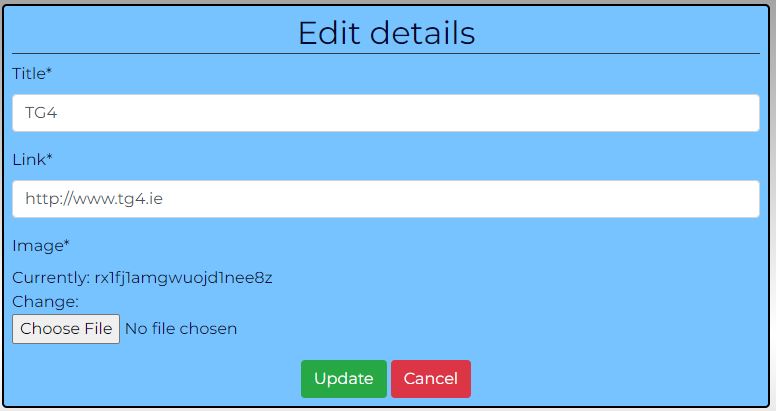 Edit details
Title*
TG4
Link*
http://www.tg4.ie
Image*
Currently: rx1fj1amgwuojd1nee8z
Change:
Choose File No file chosen
Update Cancel